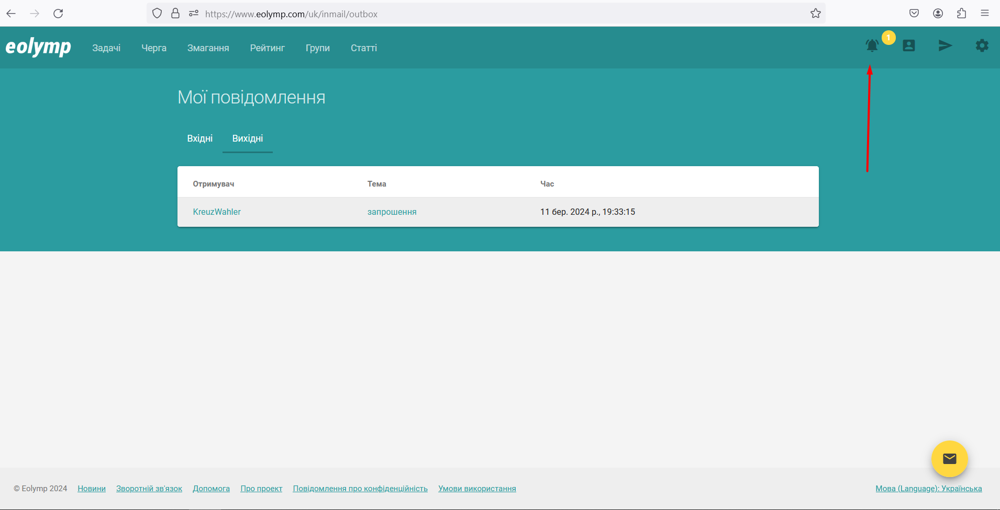 https://www.eolymp.com/uk/inmail/outbox
eolymp Задачі Черга Змагання Рейтинг Групи Статті 1
Мої повідомлення
Вхідні Вихідні
Отримувач Тема Час
KreuzWahler запрошення 11 бер. 2024 р., 19:33:15
© Eolymp 2024 Новини Зворотній зв'язок Допомога Про проект Повідомлення про конфіденційність Умови використання Мова (Language): Українська